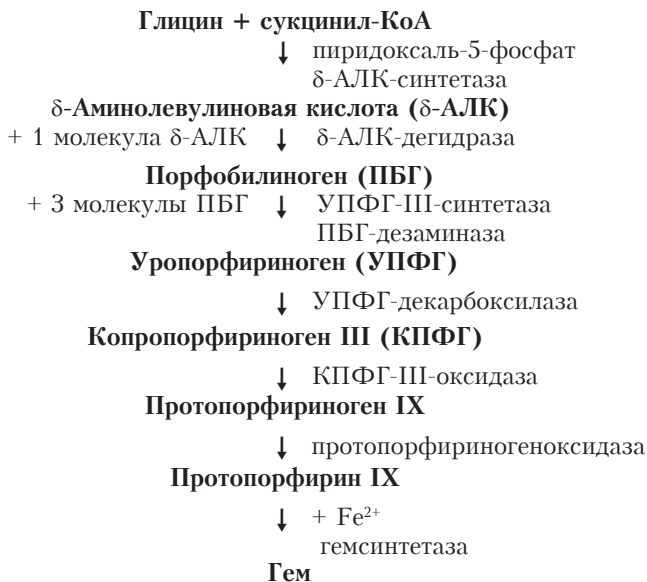 Глицин + сукцинил-КоА
↓ пиридоксаль-5-фосфат
δ-АЛК-синтетаза
δ-Аминолевулиновая кислота (δ-АЛК)
+ 1 молекула δ-АЛК ↓ δ-АЛК-дегидраза
Порфобилиноген (ПБГ)
+ 3 молекулы ПБГ ↓ УПФГ-III-синтетаза
ПБГ-дезаминаза
Уропорфириноген (УПФГ)
↓ УПФГ-декарбоксилаза
Копропорфириноген III (КПФГ)
↓ КПФГ-III-оксидаза
Протопорфириноген IX
↓ протопорфириногеноксидаза
Протопорфирин IX
↓ + Fe²⁺
гемсинтетаза
Гем